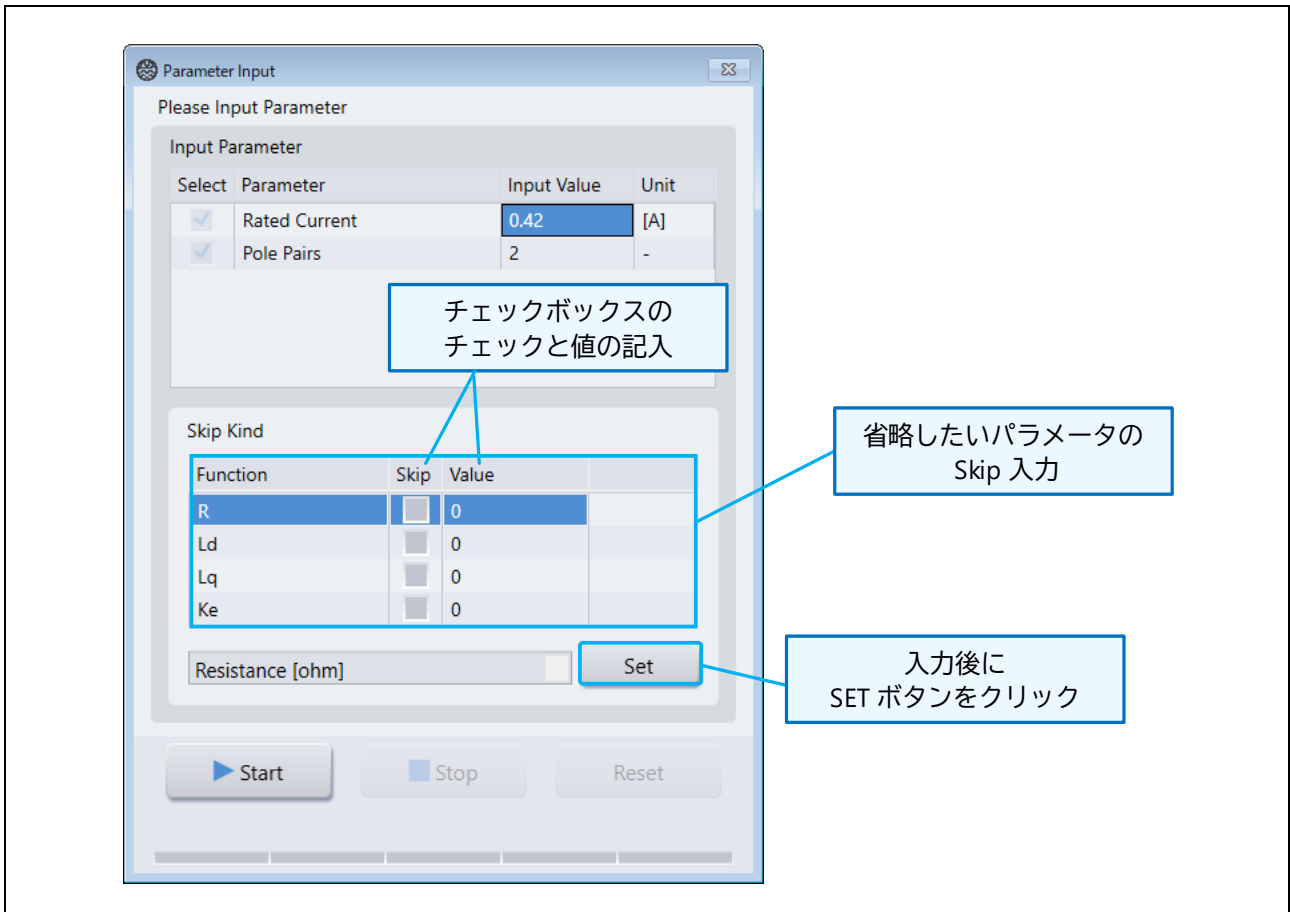 Parameter Input
Please Input Parameter
Input Parameter
Select Parameter Input Value Unit
Rated Current 0.42 [A]
Pole Pairs 2 -
チェックボックスの
チェックと値の記入
Skip Kind
Function Skip Value
R 0
Ld 0
Lq 0
Ke 0
省略したいパラメータの
Skip 入力
Resistance [ohm] Set
入力後に
SET ボタンをクリック
Start Stop Reset